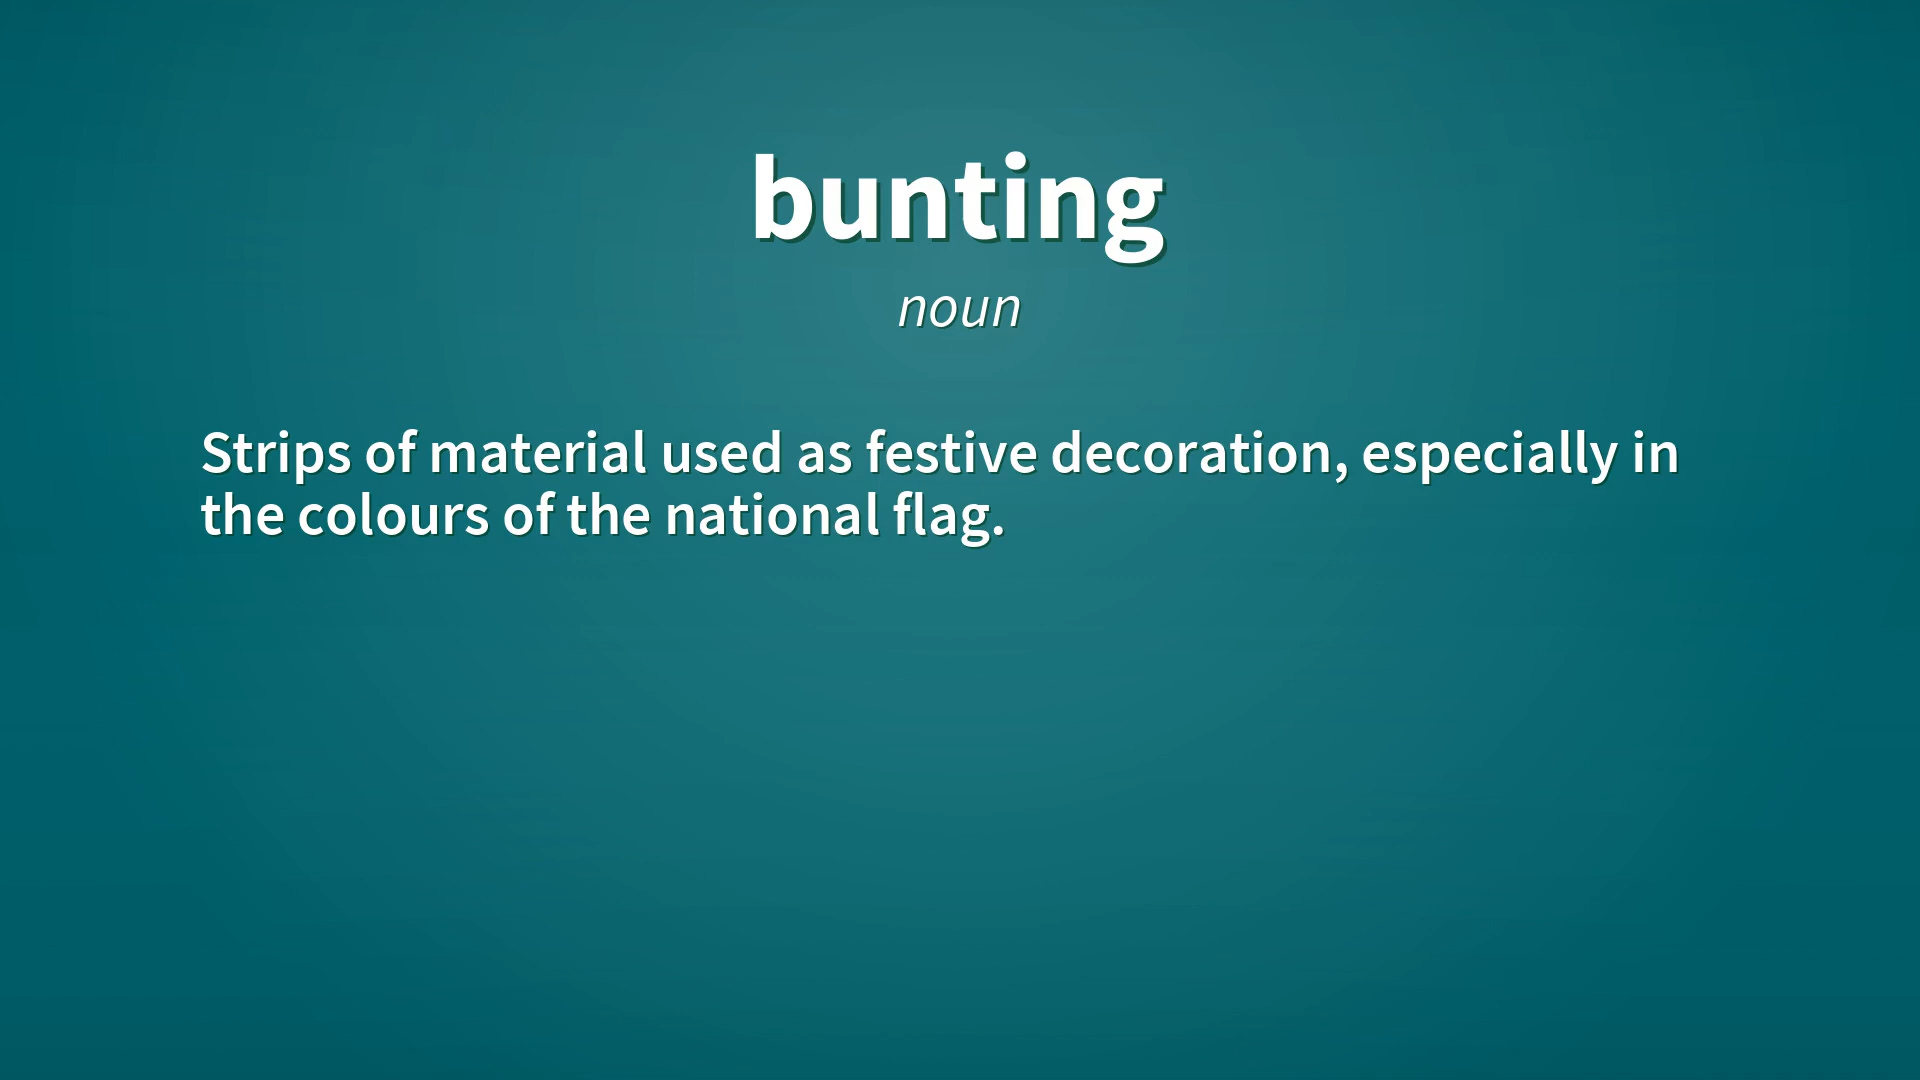 bunting
noun
Strips of material used as festive decoration, especially in
the colours of the national flag.